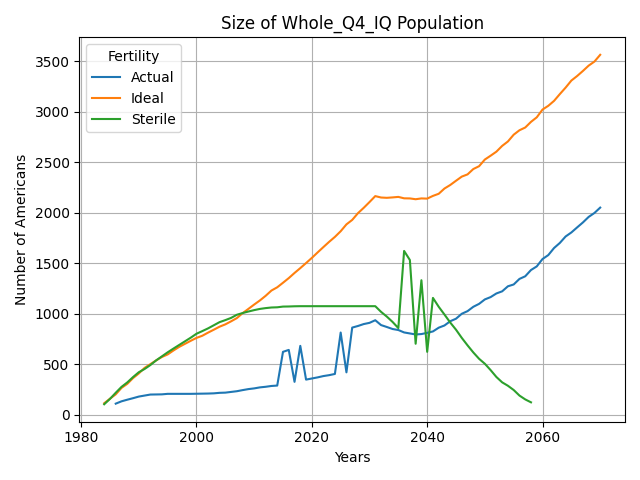 Size of Whole_Q4_IQ Population
Fertility
Actual
Ideal
Sterile
Number of Americans
3500
3000
2500
2000
1500
1000
500
0
1980
2000
2020
2040
2060
Years